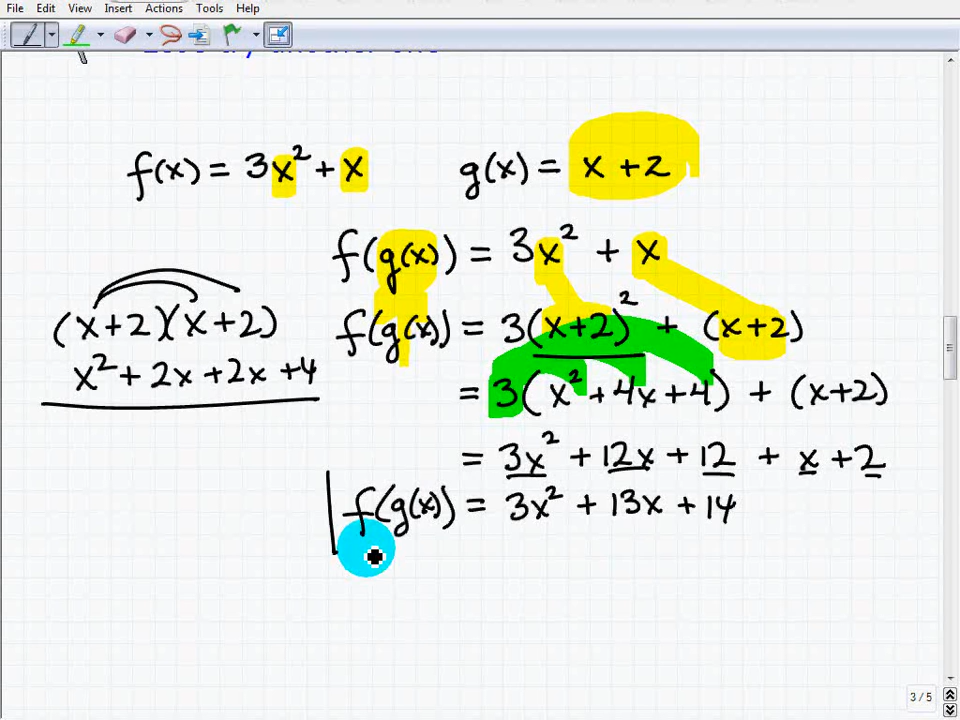 File Edit View Insert Actions Tools Help
f(x) = 3x² + x
g(x) = x + 2
f(g(x)) = 3x² + x
f(g(x)) = 3(x+2)² + (x+2)
= 3(x² + 4x + 4) + (x+2)
= 3x² + 12x + 12 + x + 2
f(g(x)) = 3x² + 13x + 14
(x+2)(x+2)
x² + 2x + 2x + 4
3 / 5